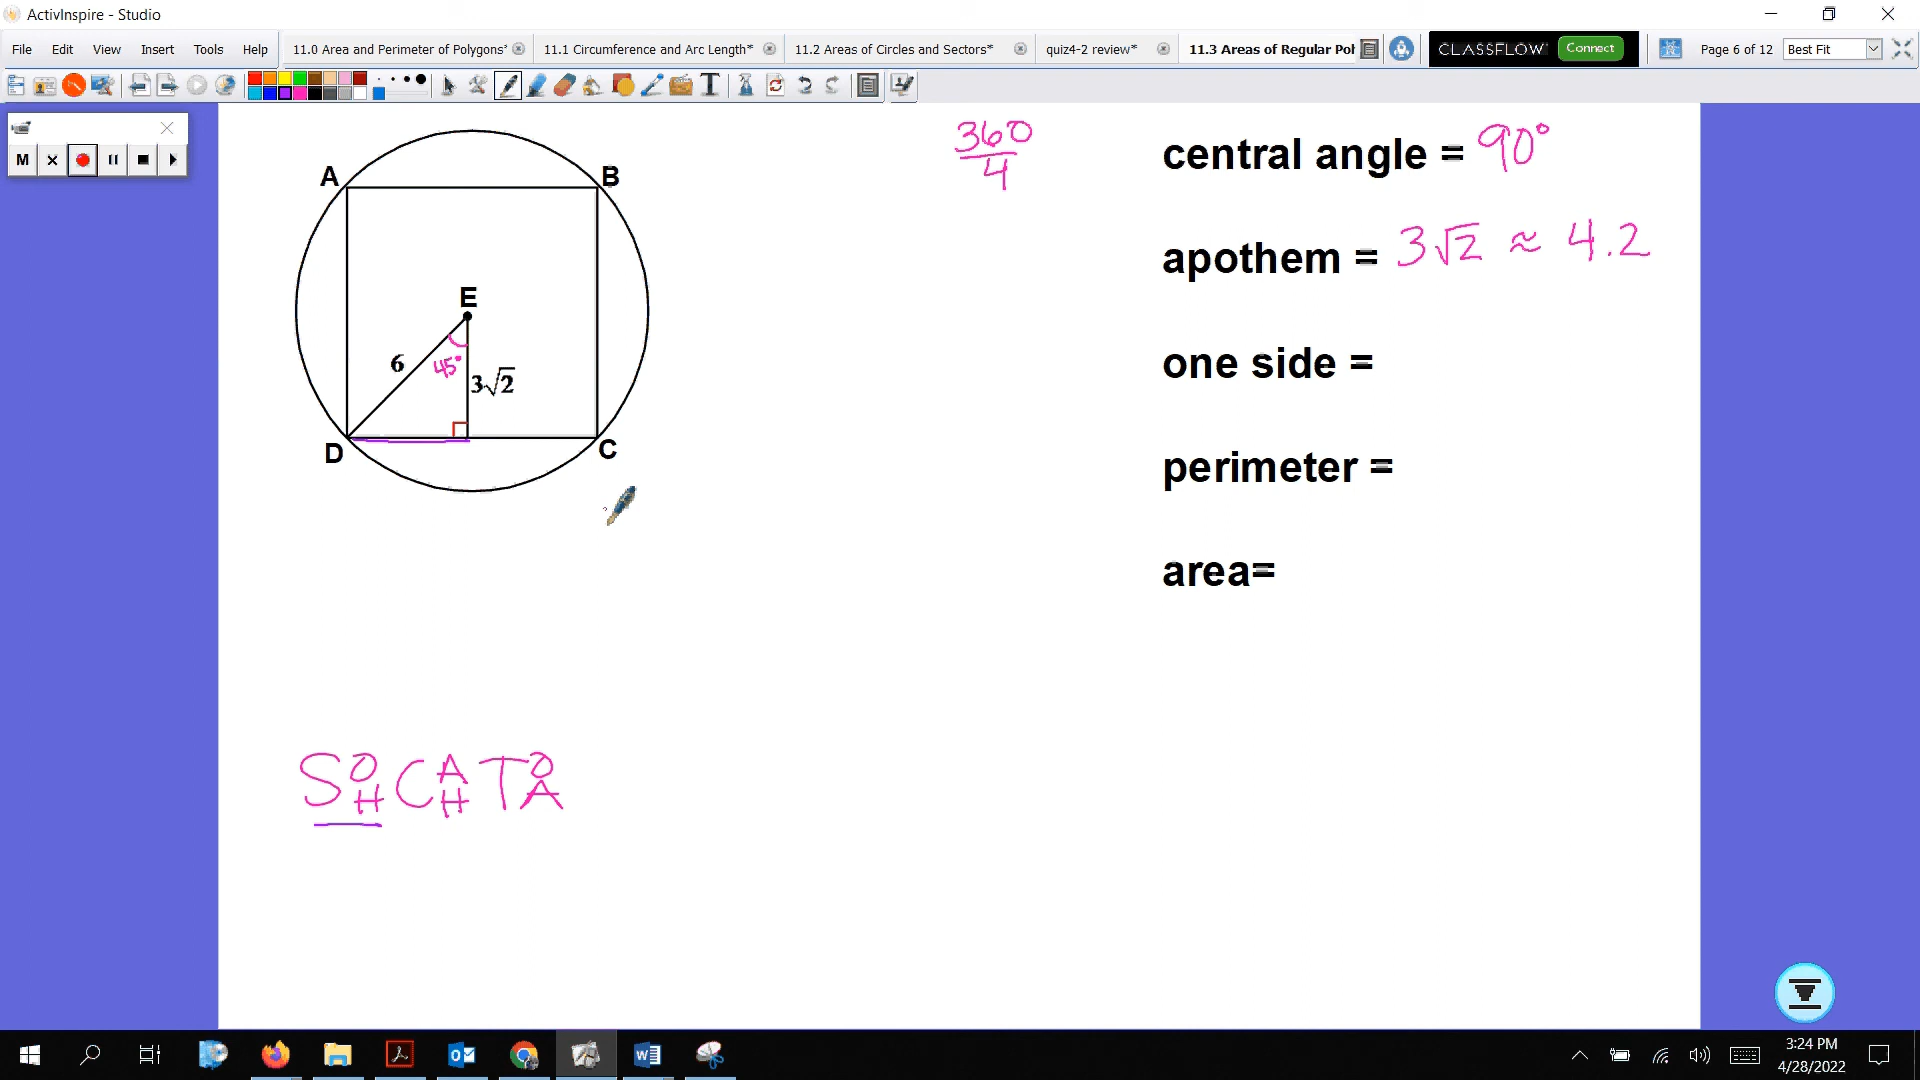 ActivInspire - Studio
File Edit View Insert Tools Help
11.0 Area and Perimeter of Polygons* 11.1 Circumference and Arc Length* 11.2 Areas of Circles and Sectors* quiz4-2 review* 11.3 Areas of Regular Pol
CLASSFLOW Connect
Page 6 of 12 Best Fit
T
M
A B
E
6 45° 3√2
D C
360
4
central angle = 90°
apothem = 3√2 ≈ 4.2
one side =
perimeter =
area=
S O/H C A/H T O/A
3:24 PM
4/28/2022